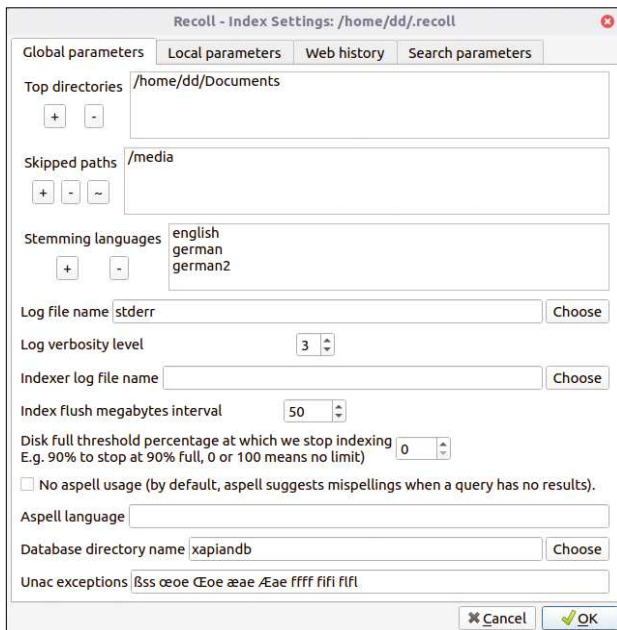 Recoll - Index Settings: /home/dd/.recoll
Global parameters Local parameters Web history Search parameters
Top directories
/home/dd/Documents
+ -
Skipped paths
/media
+ - ~
Stemming languages
english
german
german2
+ -
Log file name stderr Choose
Log verbosity level 3
Indexer log file name Choose
Index flush megabytes interval 50
Disk full threshold percentage at which we stop indexing
E.g. 90% to stop at 90% full, 0 or 100 means no limit) 0
No aspell usage (by default, aspell suggests mispellings when a query has no results).
Aspell language
Database directory name xapiandb Choose
Unac exceptions ßss œoe Œoe æae Æae ffff fifi flfl
Cancel OK